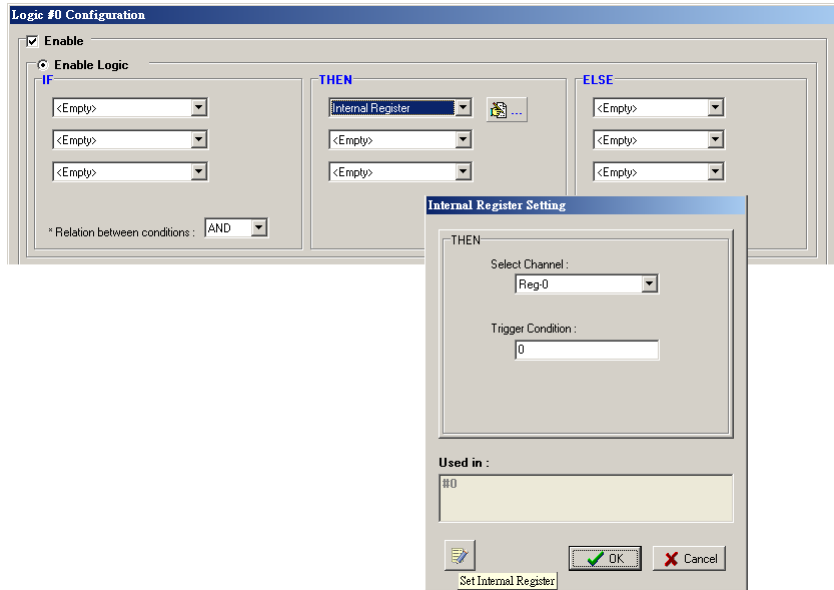 Logic #0 Configuration
Enable
Enable Logic
IF
<Empty>
<Empty>
<Empty>
* Relation between conditions : AND
THEN
Internal Register
...
<Empty>
<Empty>
ELSE
<Empty>
<Empty>
<Empty>
Internal Register Setting
THEN
Select Channel :
Reg-0
Trigger Condition :
0
Used in :
#0
OK
Cancel
Set Internal Register